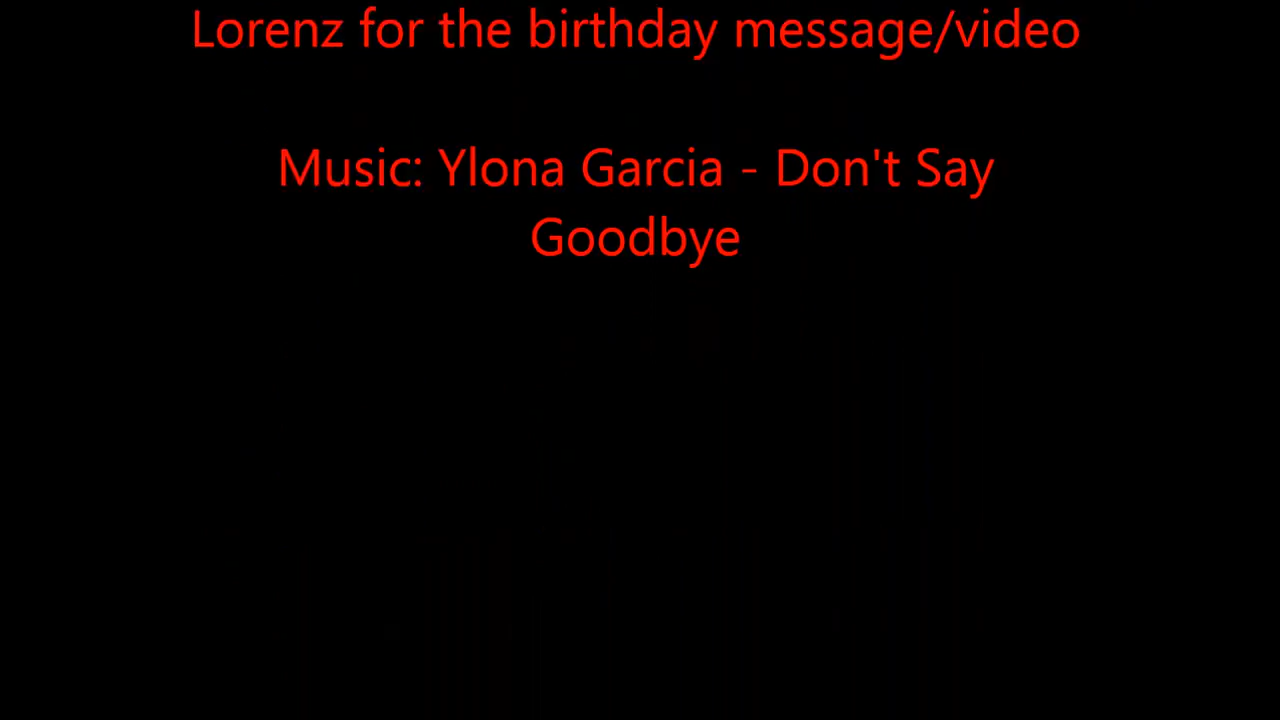 Lorenz for the birthday message/video
Music: Ylona Garcia - Don't Say
Goodbye